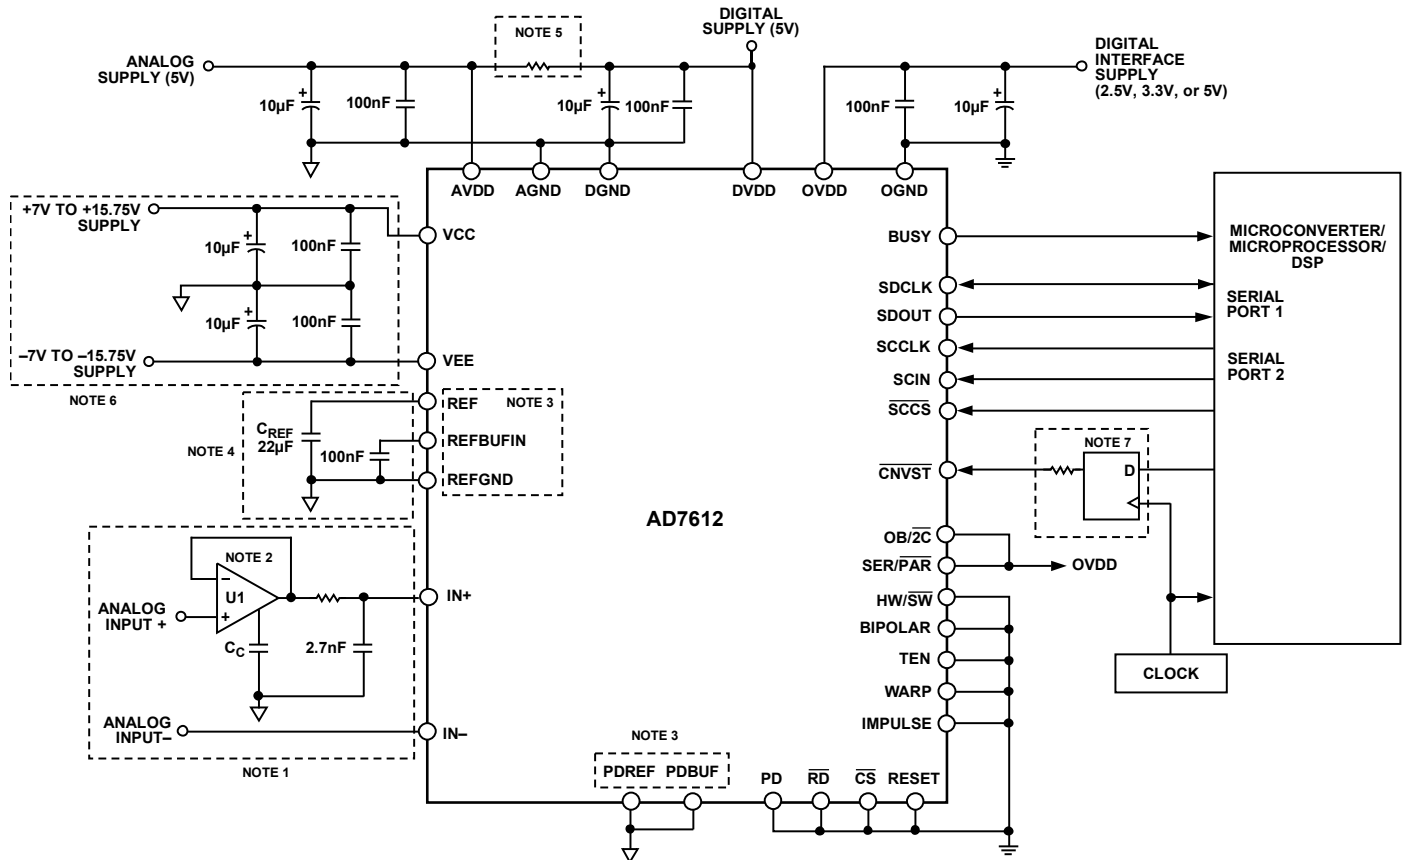 DIGITAL
SUPPLY (5V)
NOTE 5
ANALOG
SUPPLY (5V)
DIGITAL
INTERFACE
SUPPLY
(2.5V, 3.3V, or 5V)
+
10µF
100nF
+
10µF
100nF
100nF
+
10µF
AVDD
AGND
DGND
DVDD
OVDD
OGND
+7V TO +15.75V
SUPPLY
+
10µF
100nF
+
10µF
100nF
–7V TO –15.75V
SUPPLY
NOTE 6
VCC
VEE
REF
NOTE 3
REFBUFIN
REFGND
NOTE 4
CREF
22µF
100nF
NOTE 2
–
U1
+
ANALOG
INPUT +
CC
2.7nF
ANALOG
INPUT–
NOTE 1
IN+
IN–
AD7612
BUSY
SDCLK
SDOUT
SCCLK
SCIN
SCCS
CNVST
OB/2C
SER/PAR
OVDD
HW/SW
BIPOLAR
TEN
WARP
IMPULSE
NOTE 7
D
MICROCONVERTER/
MICROPROCESSOR/
DSP
SERIAL
PORT 1
SERIAL
PORT 2
CLOCK
NOTE 3
PDREF PDBUF
PD
RD
CS
RESET